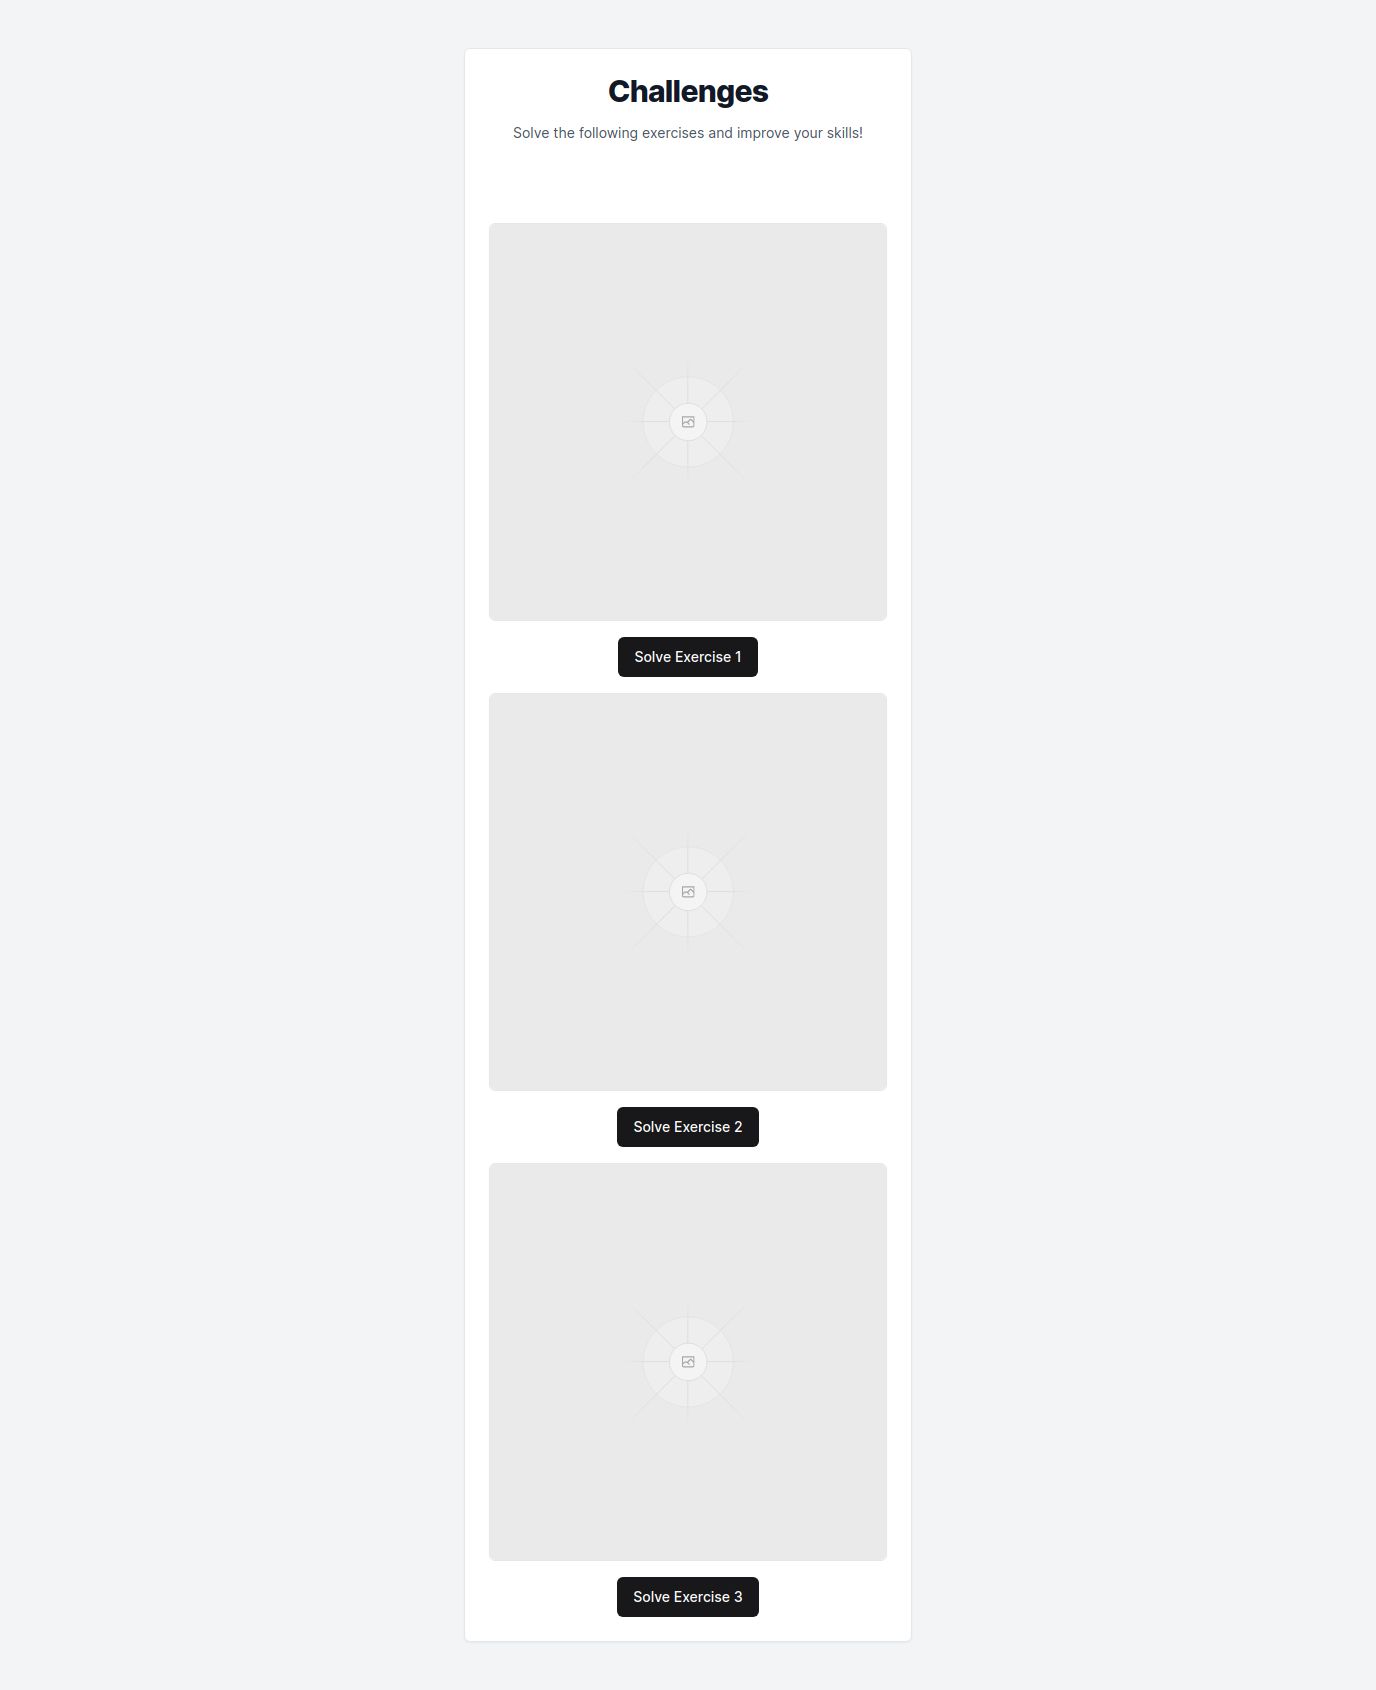 Challenges
Solve the following exercises and improve your skills!
Solve Exercise 1
Solve Exercise 2
Solve Exercise 3